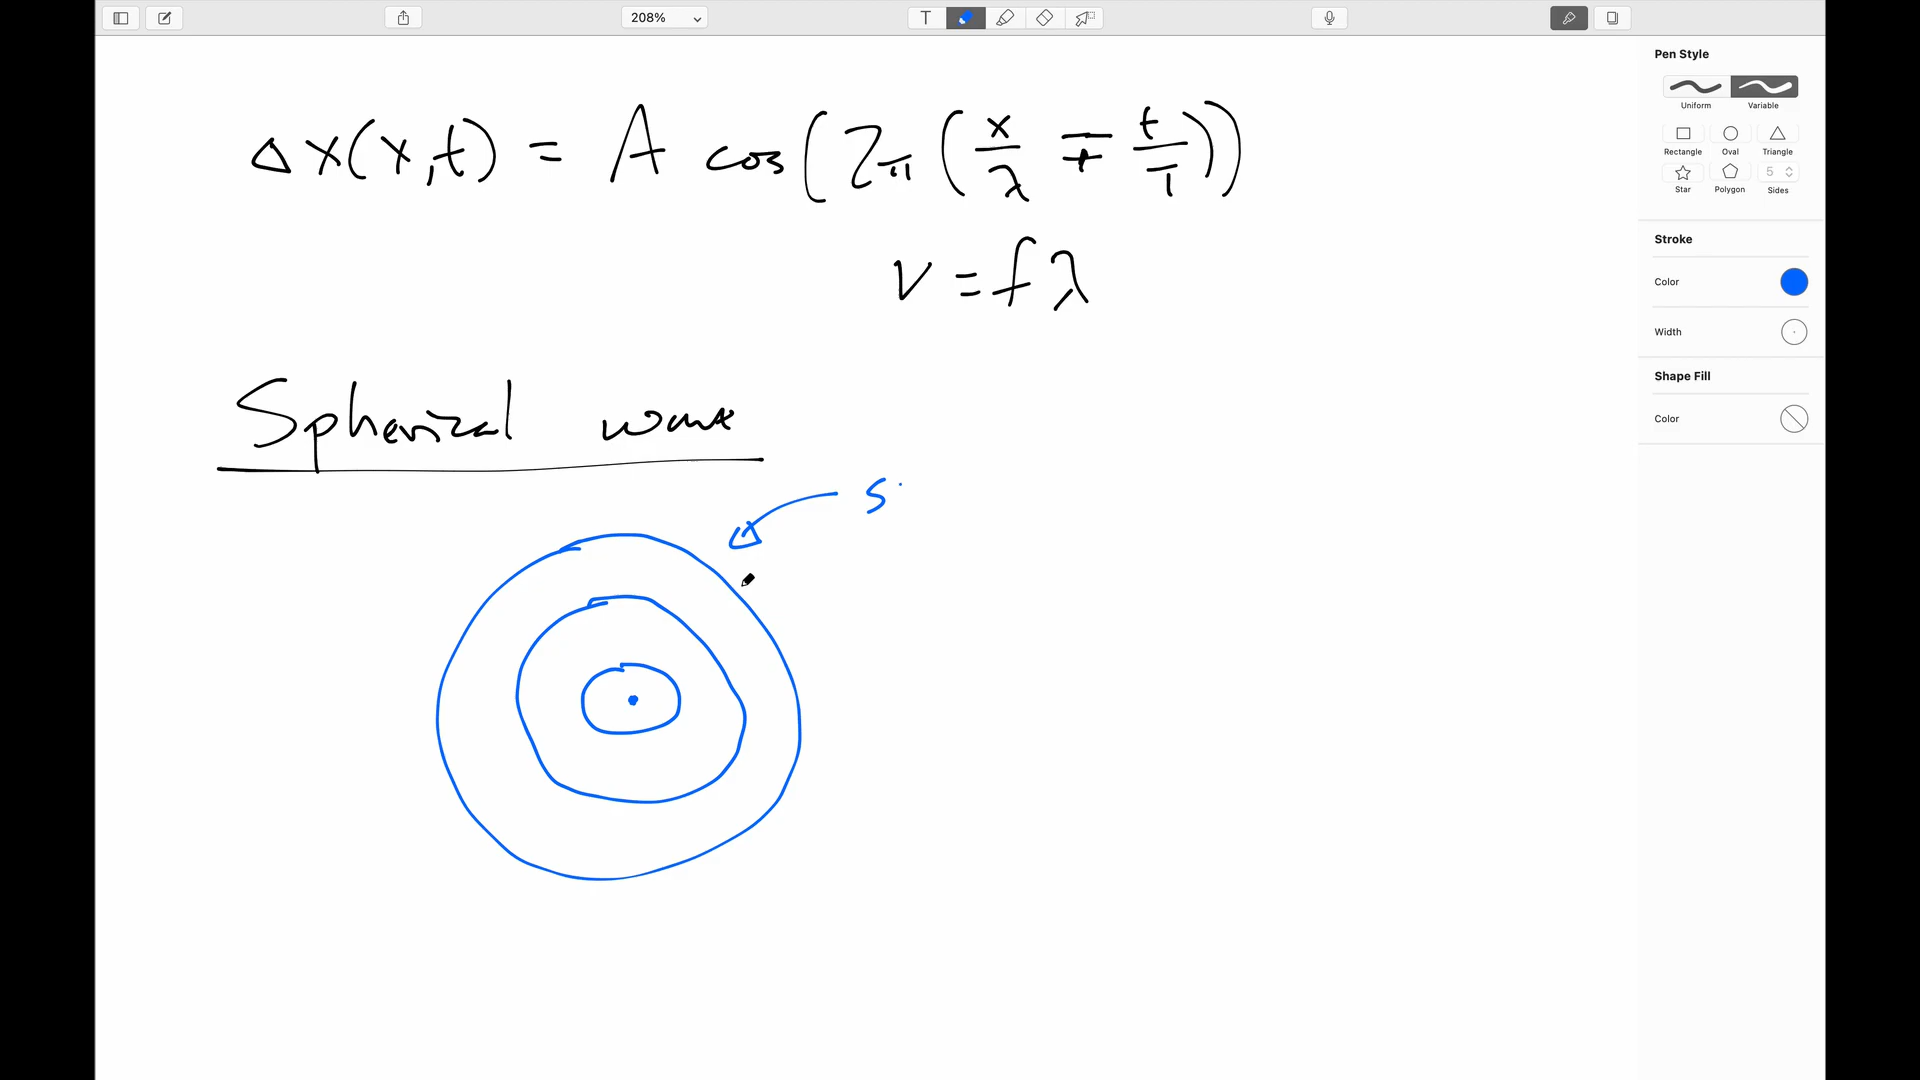 208%
T
Δx(x,t) = A cos(2π(x/λ ∓ t/T))
v = fλ
Spherical wave
S
Pen Style
Uniform Variable
Rectangle Oval Triangle
5
Star Polygon Sides
Stroke
Color
Width
Shape Fill
Color